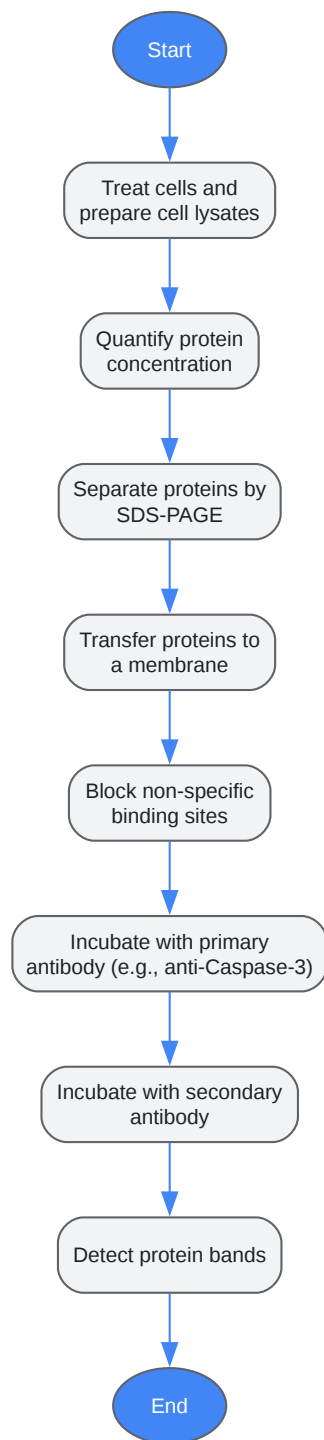 Start
Treat cells and
prepare cell lysates
Quantify protein
concentration
Separate proteins by
SDS-PAGE
Transfer proteins to
a membrane
Block non-specific
binding sites
Incubate with primary
antibody (e.g., anti-Caspase-3)
Incubate with secondary
antibody
Detect protein bands
End